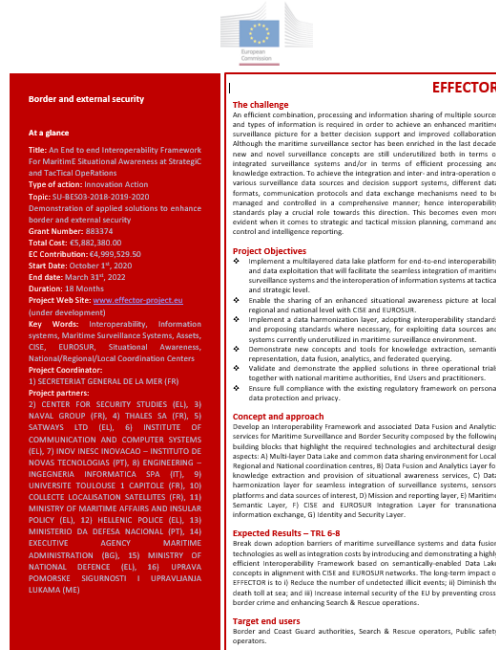 European
Commission
Border and external security
At a glance
Title: An End to end Interoperability Framework
For MaritimE Situational Awareness at StrategiC
and TacTical OpeRations
Type of action: Innovation Action
Topic: SU-BES03-2018-2019-2020
Demonstration of applied solutions to enhance
border and external security
Grant Number: 883374
Total Cost: €5,882,380.00
EC Contribution: €4,999,529.50
Start Date: October 1st, 2020
End date: March 31st, 2022
Duration: 18 Months
Project Web Site: www.effector-project.eu
(under development)
Key Words: Interoperability, Information
systems, Maritime Surveillance Systems, Assets,
CISE, EUROSUR, Situational Awareness,
National/Regional/Local Coordination Centers
Project Coordinator:
1) SECRETERIAT GENERAL DE LA MER (FR)
Project partners:
2) CENTER FOR SECURITY STUDIES (EL), 3)
NAVAL GROUP (FR), 4) THALES SA (FR), 5)
SATWAYS LTD (EL), 6) INSTITUTE OF
COMMUNICATION AND COMPUTER SYSTEMS
(EL), 7) INOV INESC INOVACAO – INSTITUTO DE
NOVAS TECNOLOGIAS (PT), 8) ENGINEERING –
INGEGNERIA INFORMATICA SPA (IT), 9)
UNIVERSITE TOULOUSE 1 CAPITOLE (FR), 10)
COLLECTE LOCALISATION SATELLITES (FR), 11)
MINISTRY OF MARITIME AFFAIRS AND INSULAR
POLICY (EL), 12) HELLENIC POLICE (EL), 13)
MINISTERIO DA DEFESA NACIONAL (PT), 14)
EXECUTIVE AGENCY MARITIME
ADMINISTRATION (BG), 15) MINISTRY OF
NATIONAL DEFENCE (EL), 16) UPRAVA
POMORSKE SIGURNOSTI I UPRAVLJANJA
LUKAMA (ME)
EFFECTOR
The challenge
An efficient combination, processing and information sharing of multiple source
and types of information is required in order to achieve an enhanced maritim
surveillance picture for a better decision support and improved collaboration
Although the maritime surveillance sector has been enriched in the last decade
new and novel surveillance concepts are still underutilized both in terms o
integrated surveillance systems and/or in terms of efficient processing and
knowledge extraction. To achieve the integration and inter- and intra-operation o
various surveillance data sources and decision support systems, different data
formats, communication protocols and data exchange mechanisms need to be
managed and controlled in a comprehensive manner; hence interoperability
standards play a crucial role towards this direction. This becomes even more
evident when it comes to strategic and tactical mission planning, command and
control and intelligence reporting.
Project Objectives
❖ Implement a multilayered data lake platform for end-to-end interoperability
and data exploitation that will facilitate the seamless integration of maritime
surveillance systems and the interoperation of systems at tactica
and strategic level.
❖ Enable the sharing of an enhanced situational awareness picture at local
regional and national level with CISE and EUROSUR.
❖ Implement a data harmonization layer, adopting interoperability standards
and proposing standards where necessary, for exploiting data sources and
systems currently underutilized in maritime surveillance environment.
❖ Demonstrate new concepts and tools for knowledge extraction, semantic
representation, data fusion, analytics, and federated querying.
❖ Validate and demonstrate the applied solutions in three operational trial
together with national maritime authorities, End Users and practitioners.
❖ Ensure full compliance with the existing regulatory framework on persona
data protection and privacy.
Concept and approach
Develop an Interoperability Framework and associated Data Fusion and Analytics
services for Maritime Surveillance and Border Security composed by the following
building blocks that highlight the required technologies and architectural design
aspects: A) Multi-layer Data Lake and common data sharing environment for Local
Regional and National coordination centres, B) Data Fusion and Analytics Layer for
knowledge extraction and provision of situational awareness services, C) Data
harmonization layer for seamless integration of surveillance systems, sensors
platforms and data sources of interest, D) Mission and reporting layer, E) Maritime
Semantic Layer, F) CISE and EUROSUR Integration Layer for transnational
information exchange, G) Identity and Security Layer.
Expected Results – TRL 6-8
Break down adoption barriers of maritime surveillance systems and data fusion
technologies as well as integration costs by introducing and demonstrating a highly
efficient Interoperability Framework based on semantically-enabled Data Lake
concepts in alignment with CISE and EUROSUR networks. The long-term impact o
EFFECTOR is to i) Reduce the number of undetected illicit events; ii) Diminish the
death toll at sea; and iii) Increase internal security of the EU by preventing cross
border crime and enhancing Search & Rescue operations.
Target end users
Border and Coast Guard authorities, Search & Rescue operators, Public safety
operators.